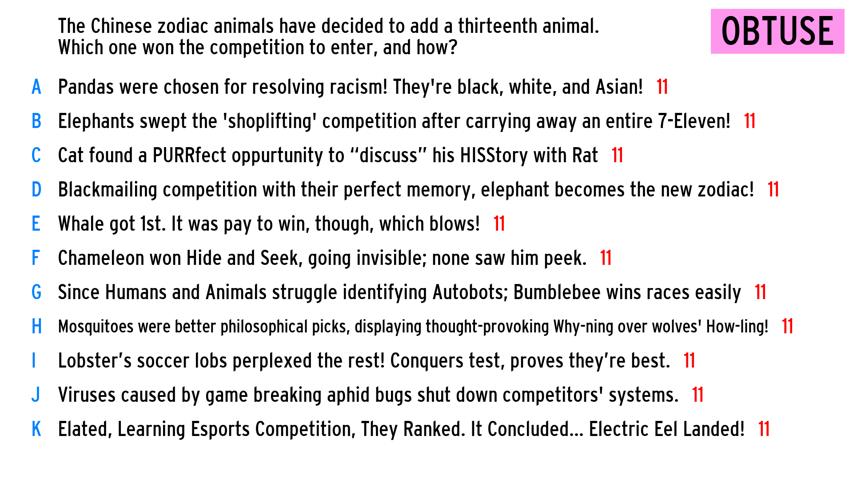 The Chinese zodiac animals have decided to add a thirteenth animal.
Which one won the competition to enter, and how?
OBTUSE
A Pandas were chosen for resolving racism! They're black, white, and Asian! 11
B Elephants swept the 'shoplifting' competition after carrying away an entire 7-Eleven! 11
C Cat found a PURRfect oppurtunity to “discuss” his HISStory with Rat 11
D Blackmailing competition with their perfect memory, elephant becomes the new zodiac! 11
E Whale got 1st. It was pay to win, though, which blows! 11
F Chameleon won Hide and Seek, going invisible; none saw him peek. 11
G Since Humans and Animals struggle identifying Autobots; Bumblebee wins races easily 11
H Mosquitoes were better philosophical picks, displaying thought-provoking Why-ning over wolves' How-ling! 11
I Lobster’s soccer lobs perplexed the rest! Conquers test, proves they’re best. 11
J Viruses caused by game breaking aphid bugs shut down competitors' systems. 11
K Elated, Learning Esports Competition, They Ranked. It Concluded... Electric Eel Landed! 11